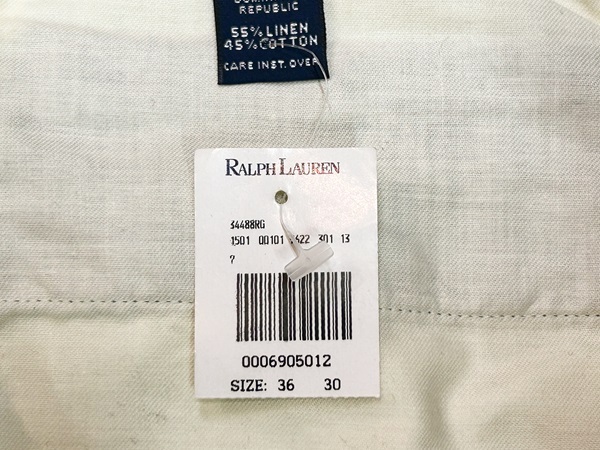 REPUBLIC
55% LINEN
45% COTTON
CARE INST. OVER
RALPH LAUREN
34488RG
1501 00101 301 13
?
0006905012
SIZE: 36 30